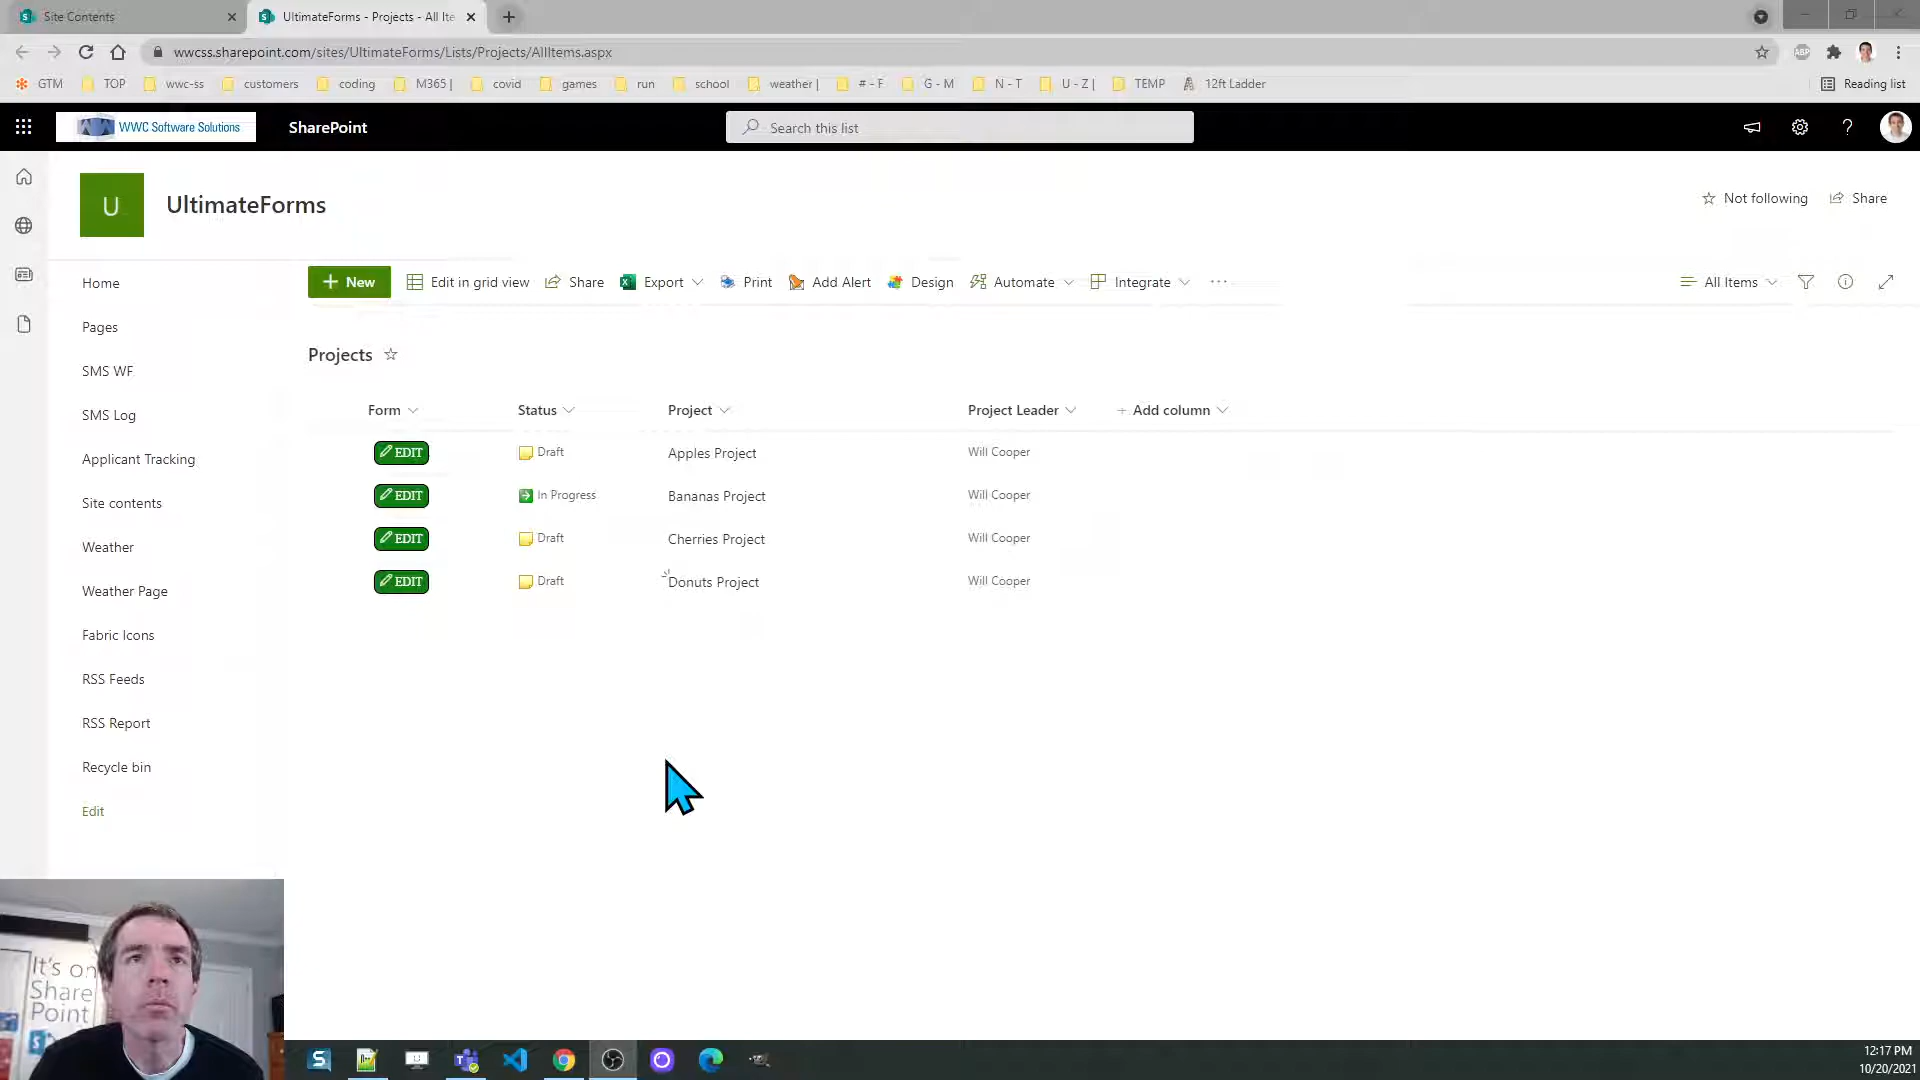 Site Contents
UltimateForms - Projects - All Ite
wwcss.sharepoint.com/sites/UltimateForms/Lists/Projects/AllItems.aspx
ABP
GTM TOP wwc-ss customers coding M365 | covid games run school weather | # - F G - M N - T U - Z | TEMP 12ft Ladder Reading list
WWC Software Solutions SharePoint Search this list ?
U UltimateForms
Not following Share
+ New Edit in grid view Share Export Print Add Alert Design Automate Integrate ··· All Items
Home
Pages
SMS WF
SMS Log
Applicant Tracking
Site contents
Weather
Weather Page
Fabric Icons
RSS Feeds
RSS Report
Recycle bin
Edit
Projects
Form Status Project Project Leader + Add column
EDIT Draft Apples Project Will Cooper
EDIT In Progress Bananas Project Will Cooper
EDIT Draft Cherries Project Will Cooper
EDIT Draft Donuts Project Will Cooper
It's on
Share
Point
S
12:17 PM
10/20/2021